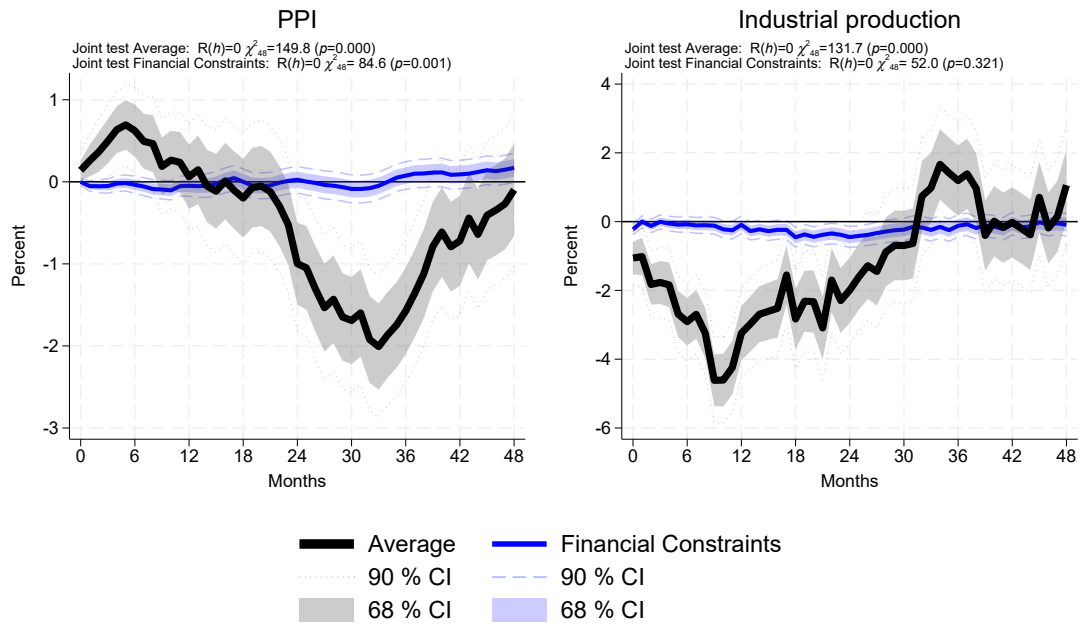 PPI
Joint test Average: R(h)=0 χ²₄₈=149.8 (p=0.000)
Joint test Financial Constraints: R(h)=0 χ²₄₈= 84.6 (p=0.001)
1
0
-1
-2
-3
Percent
0 6 12 18 24 30 36 42 48
Months
Industrial production
Joint test Average: R(h)=0 χ²₄₈=131.7 (p=0.000)
Joint test Financial Constraints: R(h)=0 χ²₄₈= 52.0 (p=0.321)
4
2
0
-2
-4
-6
Percent
0 6 12 18 24 30 36 42 48
Months
Average Financial Constraints
90 % CI 90 % CI
68 % CI 68 % CI